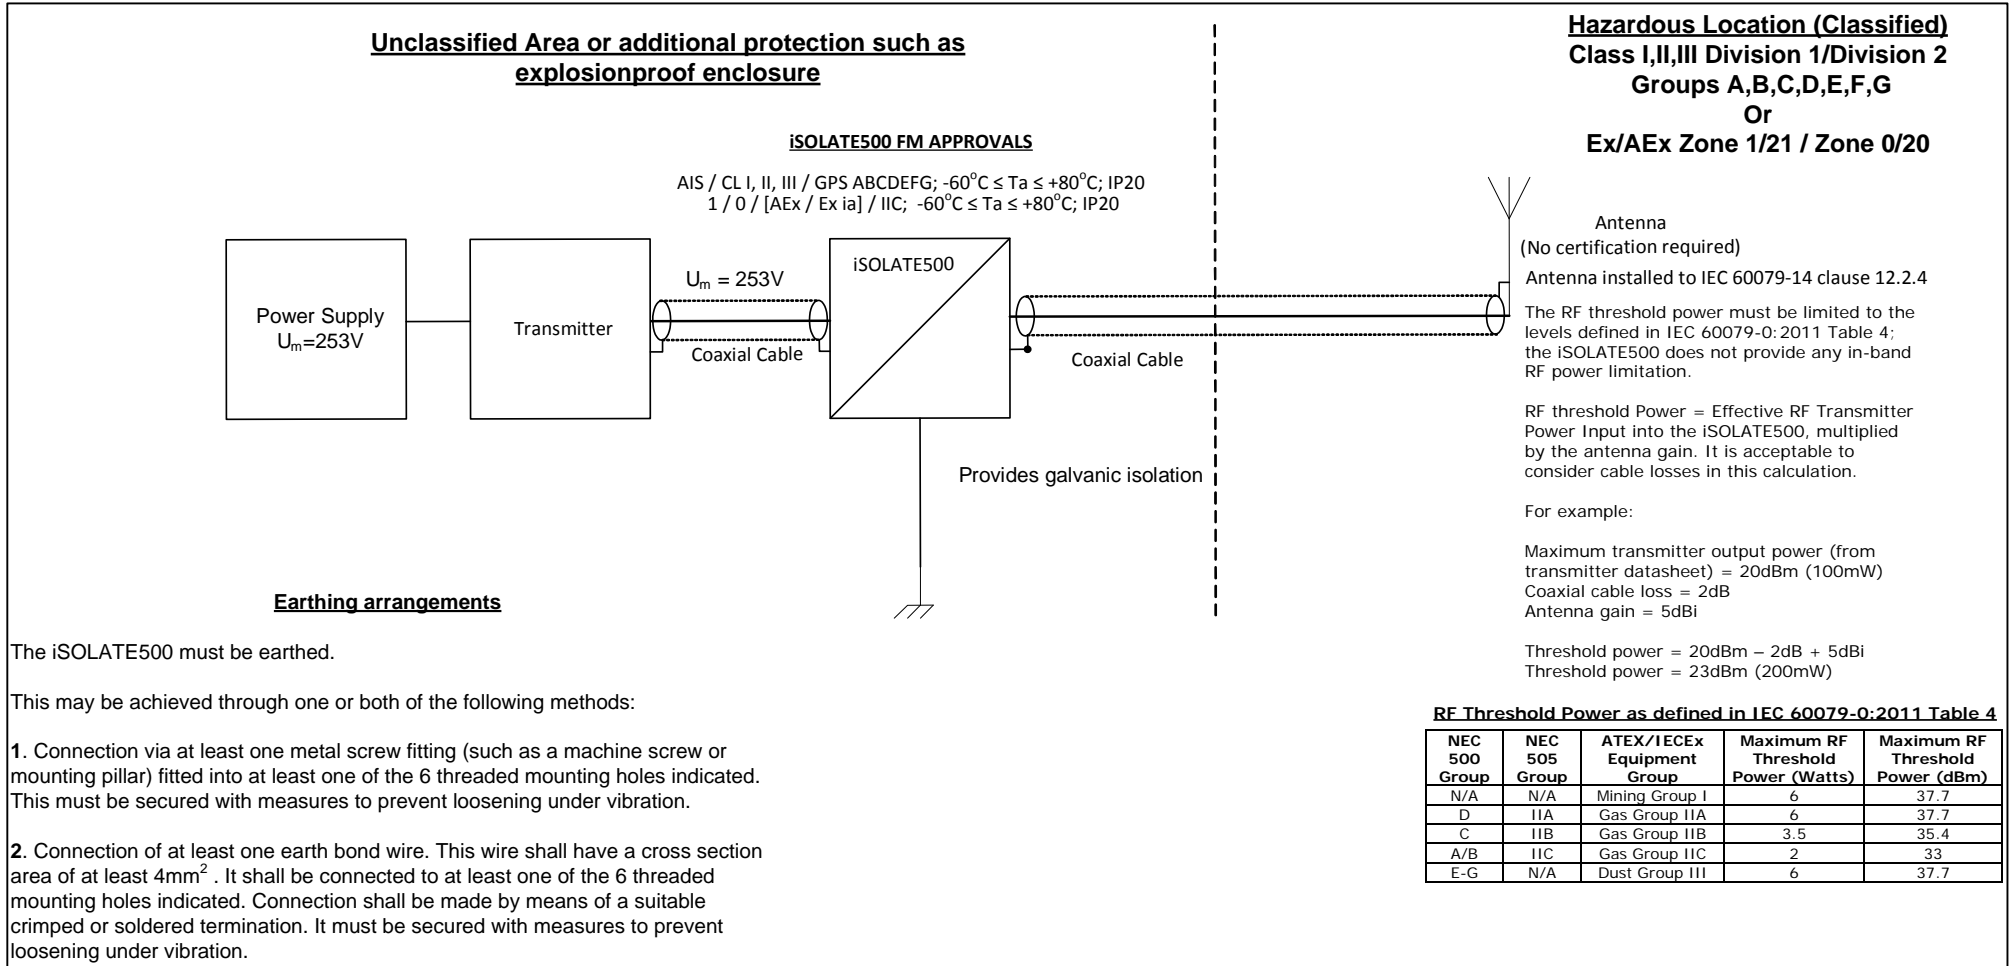 Unclassified Area or additional protection such as
explosionproof enclosure
Hazardous Location (Classified)
Class I,II,III Division 1/Division 2
Groups A,B,C,D,E,F,G
Or
Ex/AEx Zone 1/21 / Zone 0/20
iSOLATE500 FM APPROVALS
AIS / CL I, II, III / GPS ABCDEFG; -60°C ≤ Ta ≤ +80°C; IP20
1 / 0 / [AEx / Ex ia] / IIC; -60°C ≤ Ta ≤ +80°C; IP20
Power Supply
Um=253V
Transmitter
Um = 253V
Coaxial Cable
iSOLATE500
Coaxial Cable
Provides galvanic isolation
Antenna
(No certification required)
Antenna installed to IEC 60079-14 clause 12.2.4
The RF threshold power must be limited to the
levels defined in IEC 60079-0:2011 Table 4;
the iSOLATE500 does not provide any in-band
RF power limitation.
RF threshold Power = Effective RF Transmitter
Power Input into the iSOLATE500, multiplied
by the antenna gain. It is acceptable to
consider cable losses in this calculation.
For example:
Maximum transmitter output power (from
transmitter datasheet) = 20dBm (100mW)
Coaxial cable loss = 2dB
Antenna gain = 5dBi
Threshold power = 20dBm – 2dB + 5dBi
Threshold power = 23dBm (200mW)
Earthing arrangements
The iSOLATE500 must be earthed.
This may be achieved through one or both of the following methods:
1. Connection via at least one metal screw fitting (such as a machine screw or
mounting pillar) fitted into at least one of the 6 threaded mounting holes indicated.
This must be secured with measures to prevent loosening under vibration.
2. Connection of at least one earth bond wire. This wire shall have a cross section
area of at least 4mm² . It shall be connected to at least one of the 6 threaded
mounting holes indicated. Connection shall be made by means of a suitable
crimped or soldered termination. It must be secured with measures to prevent
loosening under vibration.
RF Threshold Power as defined in IEC 60079-0:2011 Table 4
NEC 500 Group NEC 505 Group ATEX/IECEx Equipment Group Maximum RF Threshold Power (Watts) Maximum RF Threshold Power (dBm)
N/A N/A Mining Group I 6 37.7
D IIA Gas Group IIA 6 37.7
C IIB Gas Group IIB 3.5 35.4
A/B IIC Gas Group IIC 2 33
E-G N/A Dust Group III 6 37.7